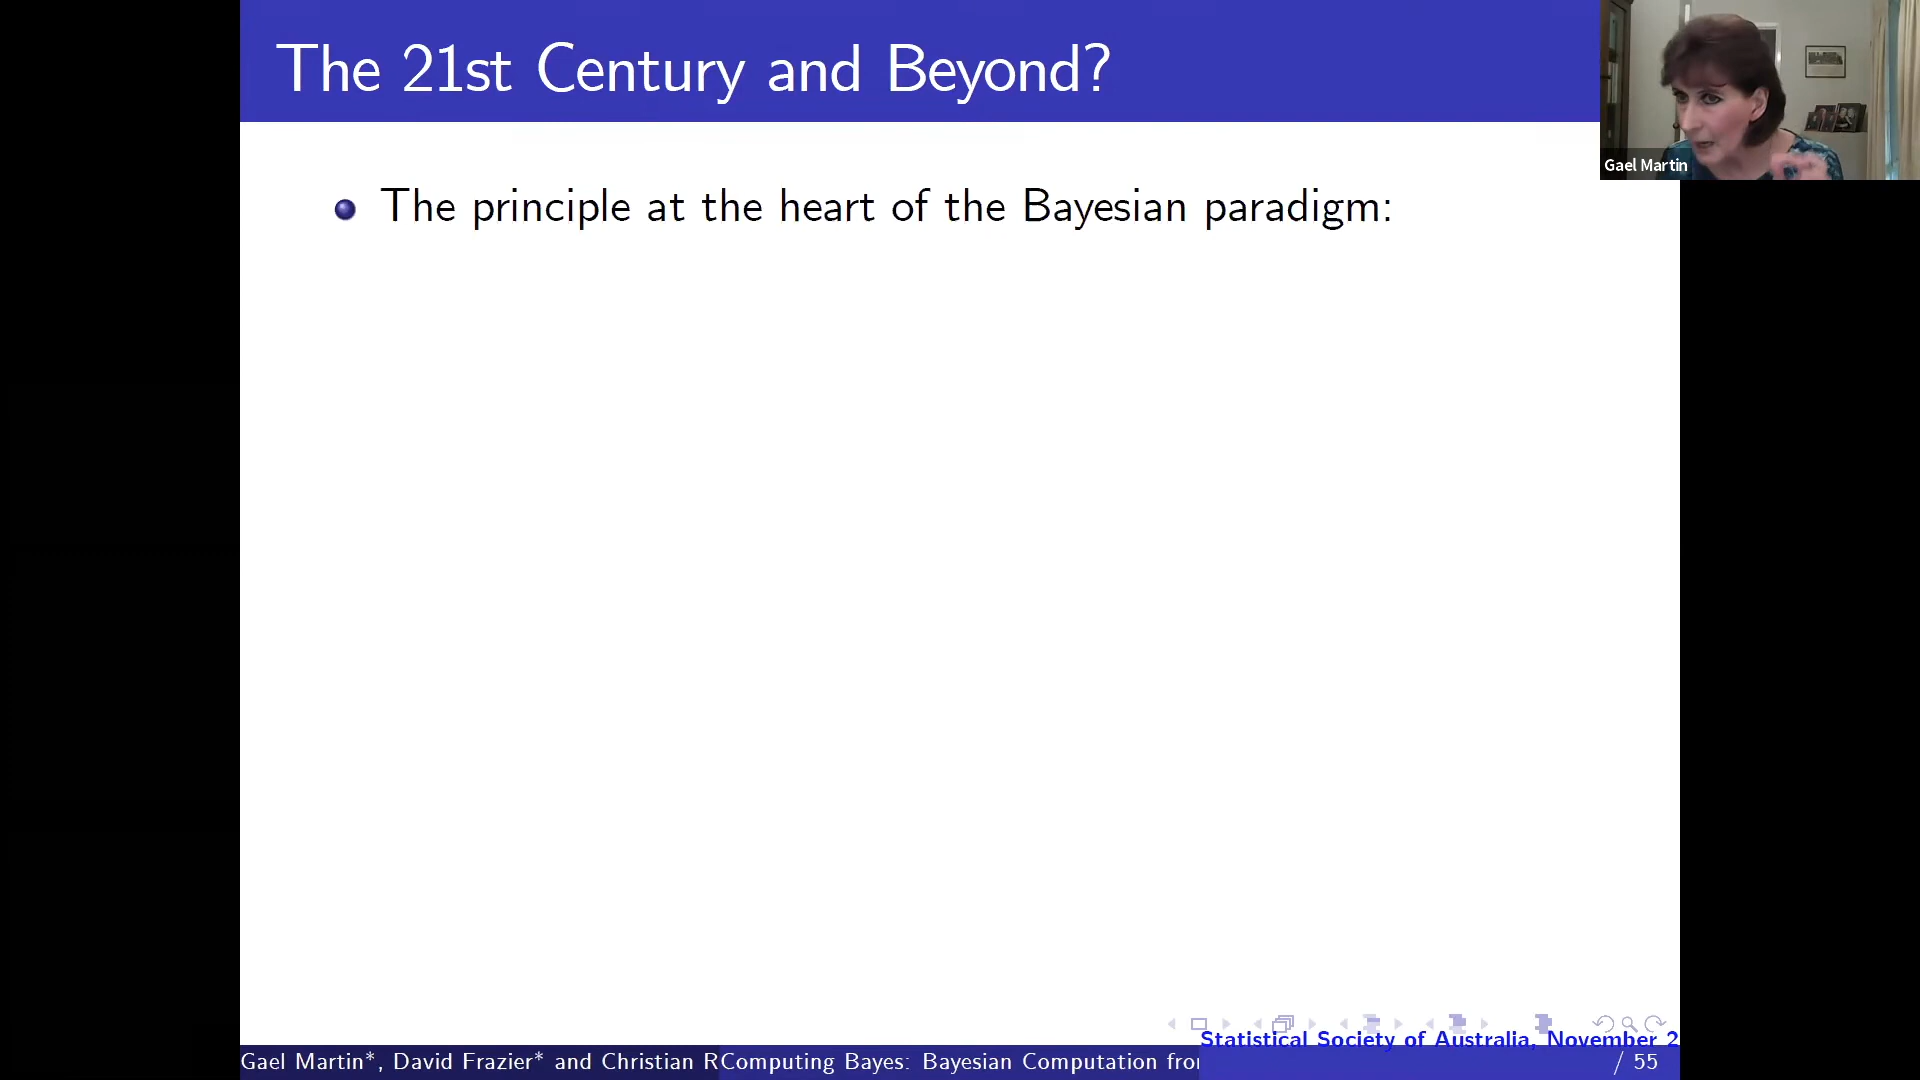 The 21st Century and Beyond?
Gael Martin
The principle at the heart of the Bayesian paradigm:
Statistical Society of Australia, November 2
Gael Martin*, David Frazier* and Christian R
Computing Bayes: Bayesian Computation fro
/ 55